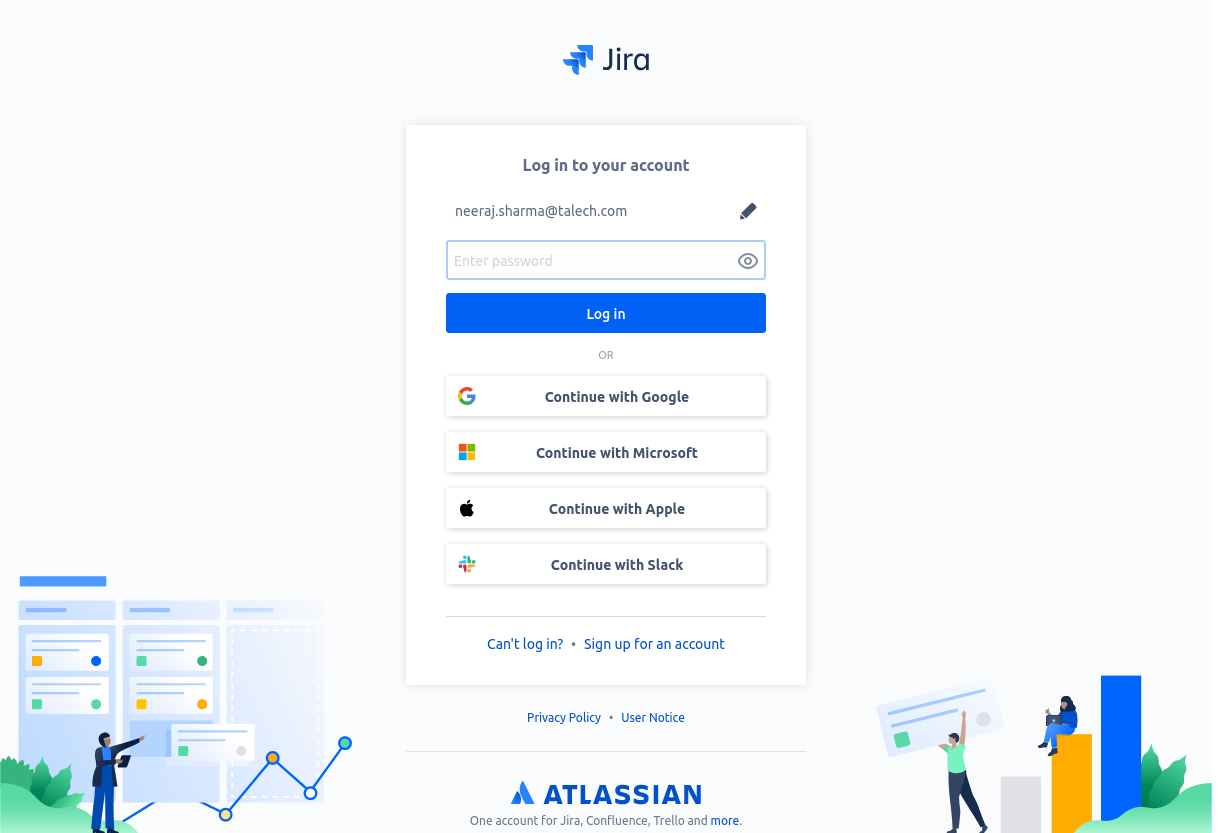 Jira
Log in to your account
neeraj.sharma@talech.com
Enter password
Log in
OR
Continue with Google
Continue with Microsoft
Continue with Apple
Continue with Slack
Can't log in? • Sign up for an account
Privacy Policy • User Notice
ATLASSIAN
One account for Jira, Confluence, Trello and more.